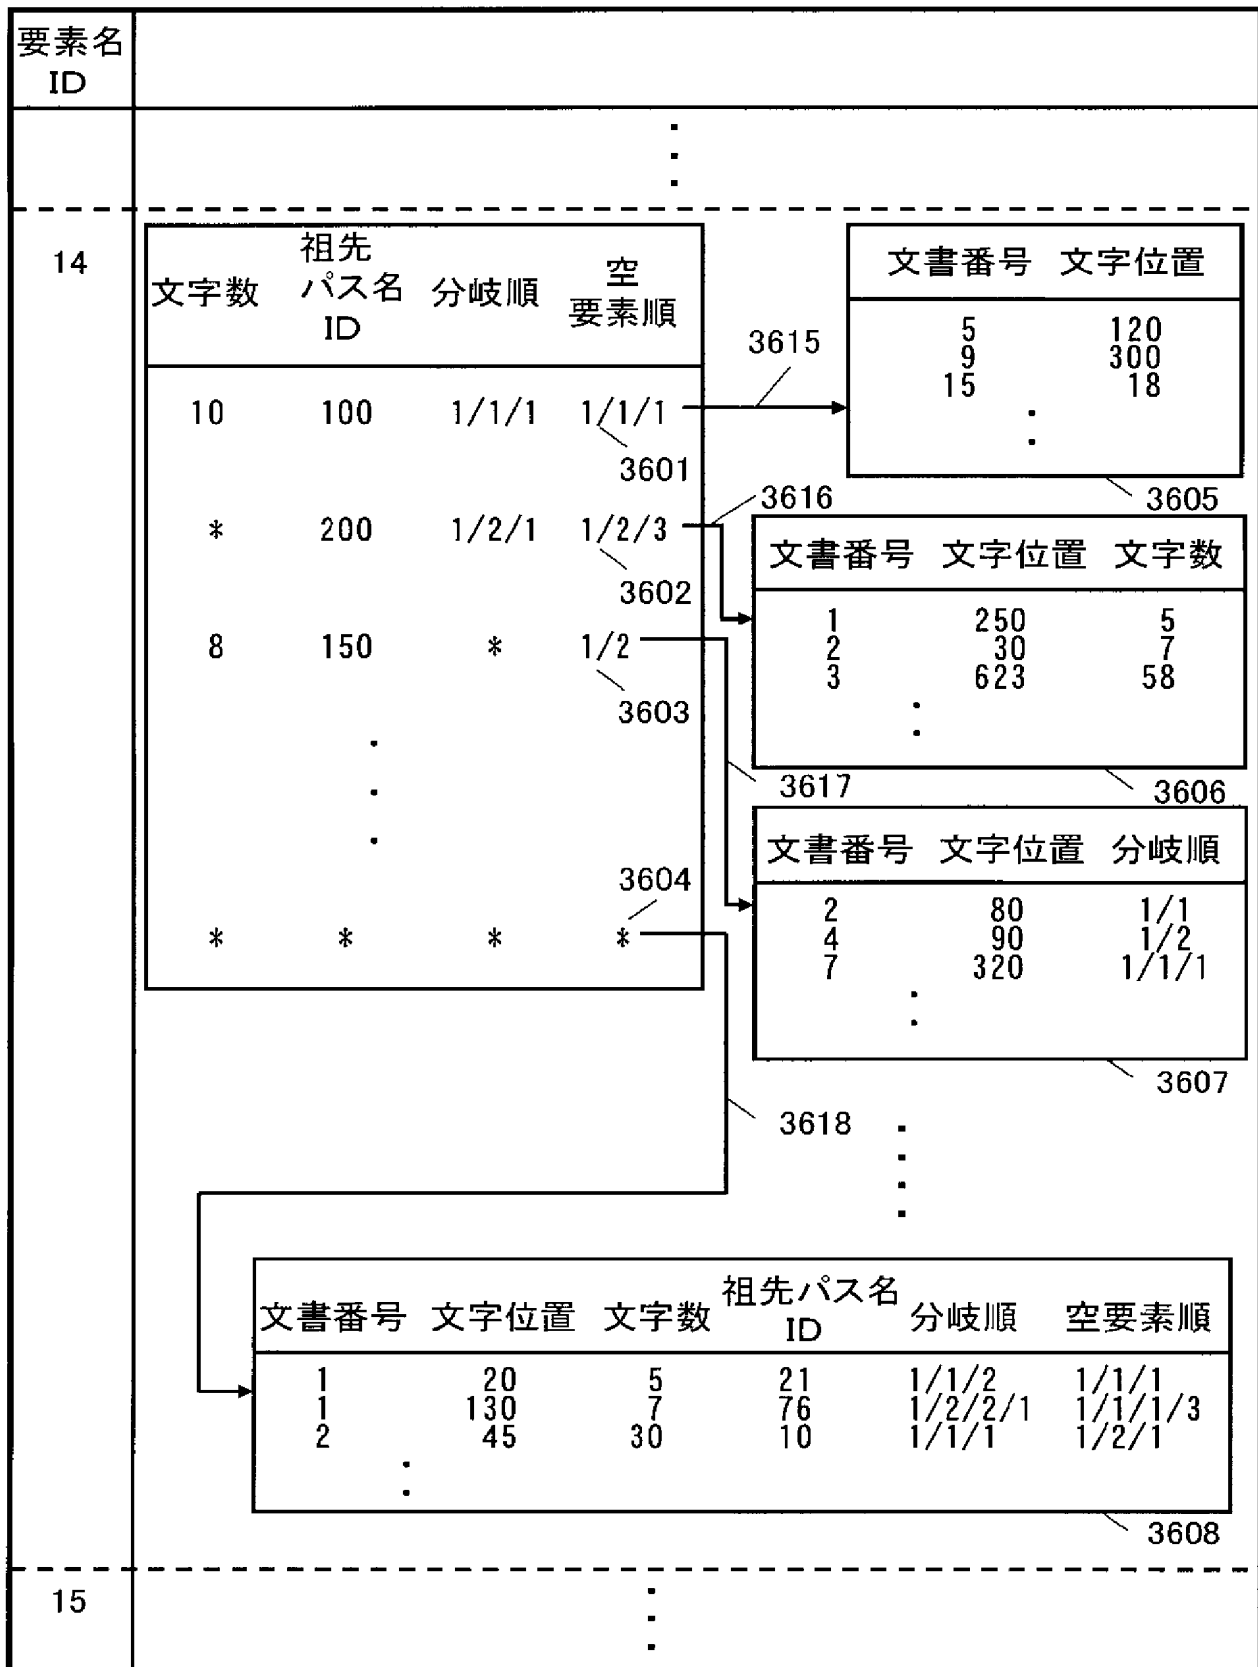 要素名
ID
14
文字数 祖先パス名ID 分岐順 空要素順
10 100 1/1/1 1/1/1
3601
* 200 1/2/1 1/2/3
3602
8 150 * 1/2
3603
3604
* * * *
3615
文書番号 文字位置
5 120
9 300
15 18
3605
3616
文書番号 文字位置 文字数
1 250 5
2 30 7
3 623 58
3606
3617
文書番号 文字位置 分岐順
2 80 1/1
4 90 1/2
7 320 1/1/1
3607
3618
文書番号 文字位置 文字数 祖先パス名ID 分岐順 空要素順
1 20 5 21 1/1/2 1/1/1
1 130 7 76 1/2/2/1 1/1/1/3
2 45 30 10 1/1/1 1/2/1
3608
15